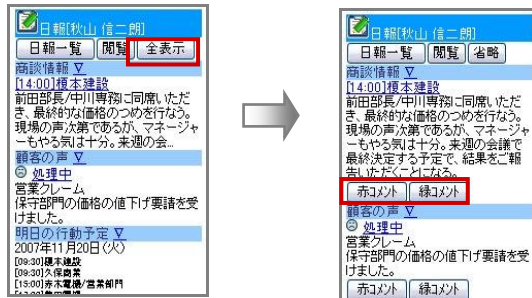 日報[秋山 信二朗]
日報一覧 閲覧 全表示
商談情報 ▽
[14:00]榎本建設
前田部長/中川専務に同席いただ
き、最終的な価格のつめを行なう。
現場の声次第であるが、マネージャ
ーもやる気は十分。来週の会...
顧客の声 ▽
処理中
営業クレーム
保守部門の価格の値下げ要請を受
けました。
明日の行動予定 ▽
2007年11月20日(火)
[09:30]榎本建設
[09:30]久保商業
[15:00]赤木電機/営業部門
日報[秋山 信二朗]
日報一覧 閲覧 省略
商談情報 ▽
[14:00]榎本建設
前田部長/中川専務に同席いただ
き、最終的な価格のつめを行なう。
現場の声次第であるが、マネージャ
ーもやる気は十分。来週の会議で
最終決定する予定で、結果をご報
告いただくことになる。
赤コメント 緑コメント
顧客の声 ▽
処理中
営業クレーム
保守部門の価格の値下げ要請を受
けました。
赤コメント 緑コメント